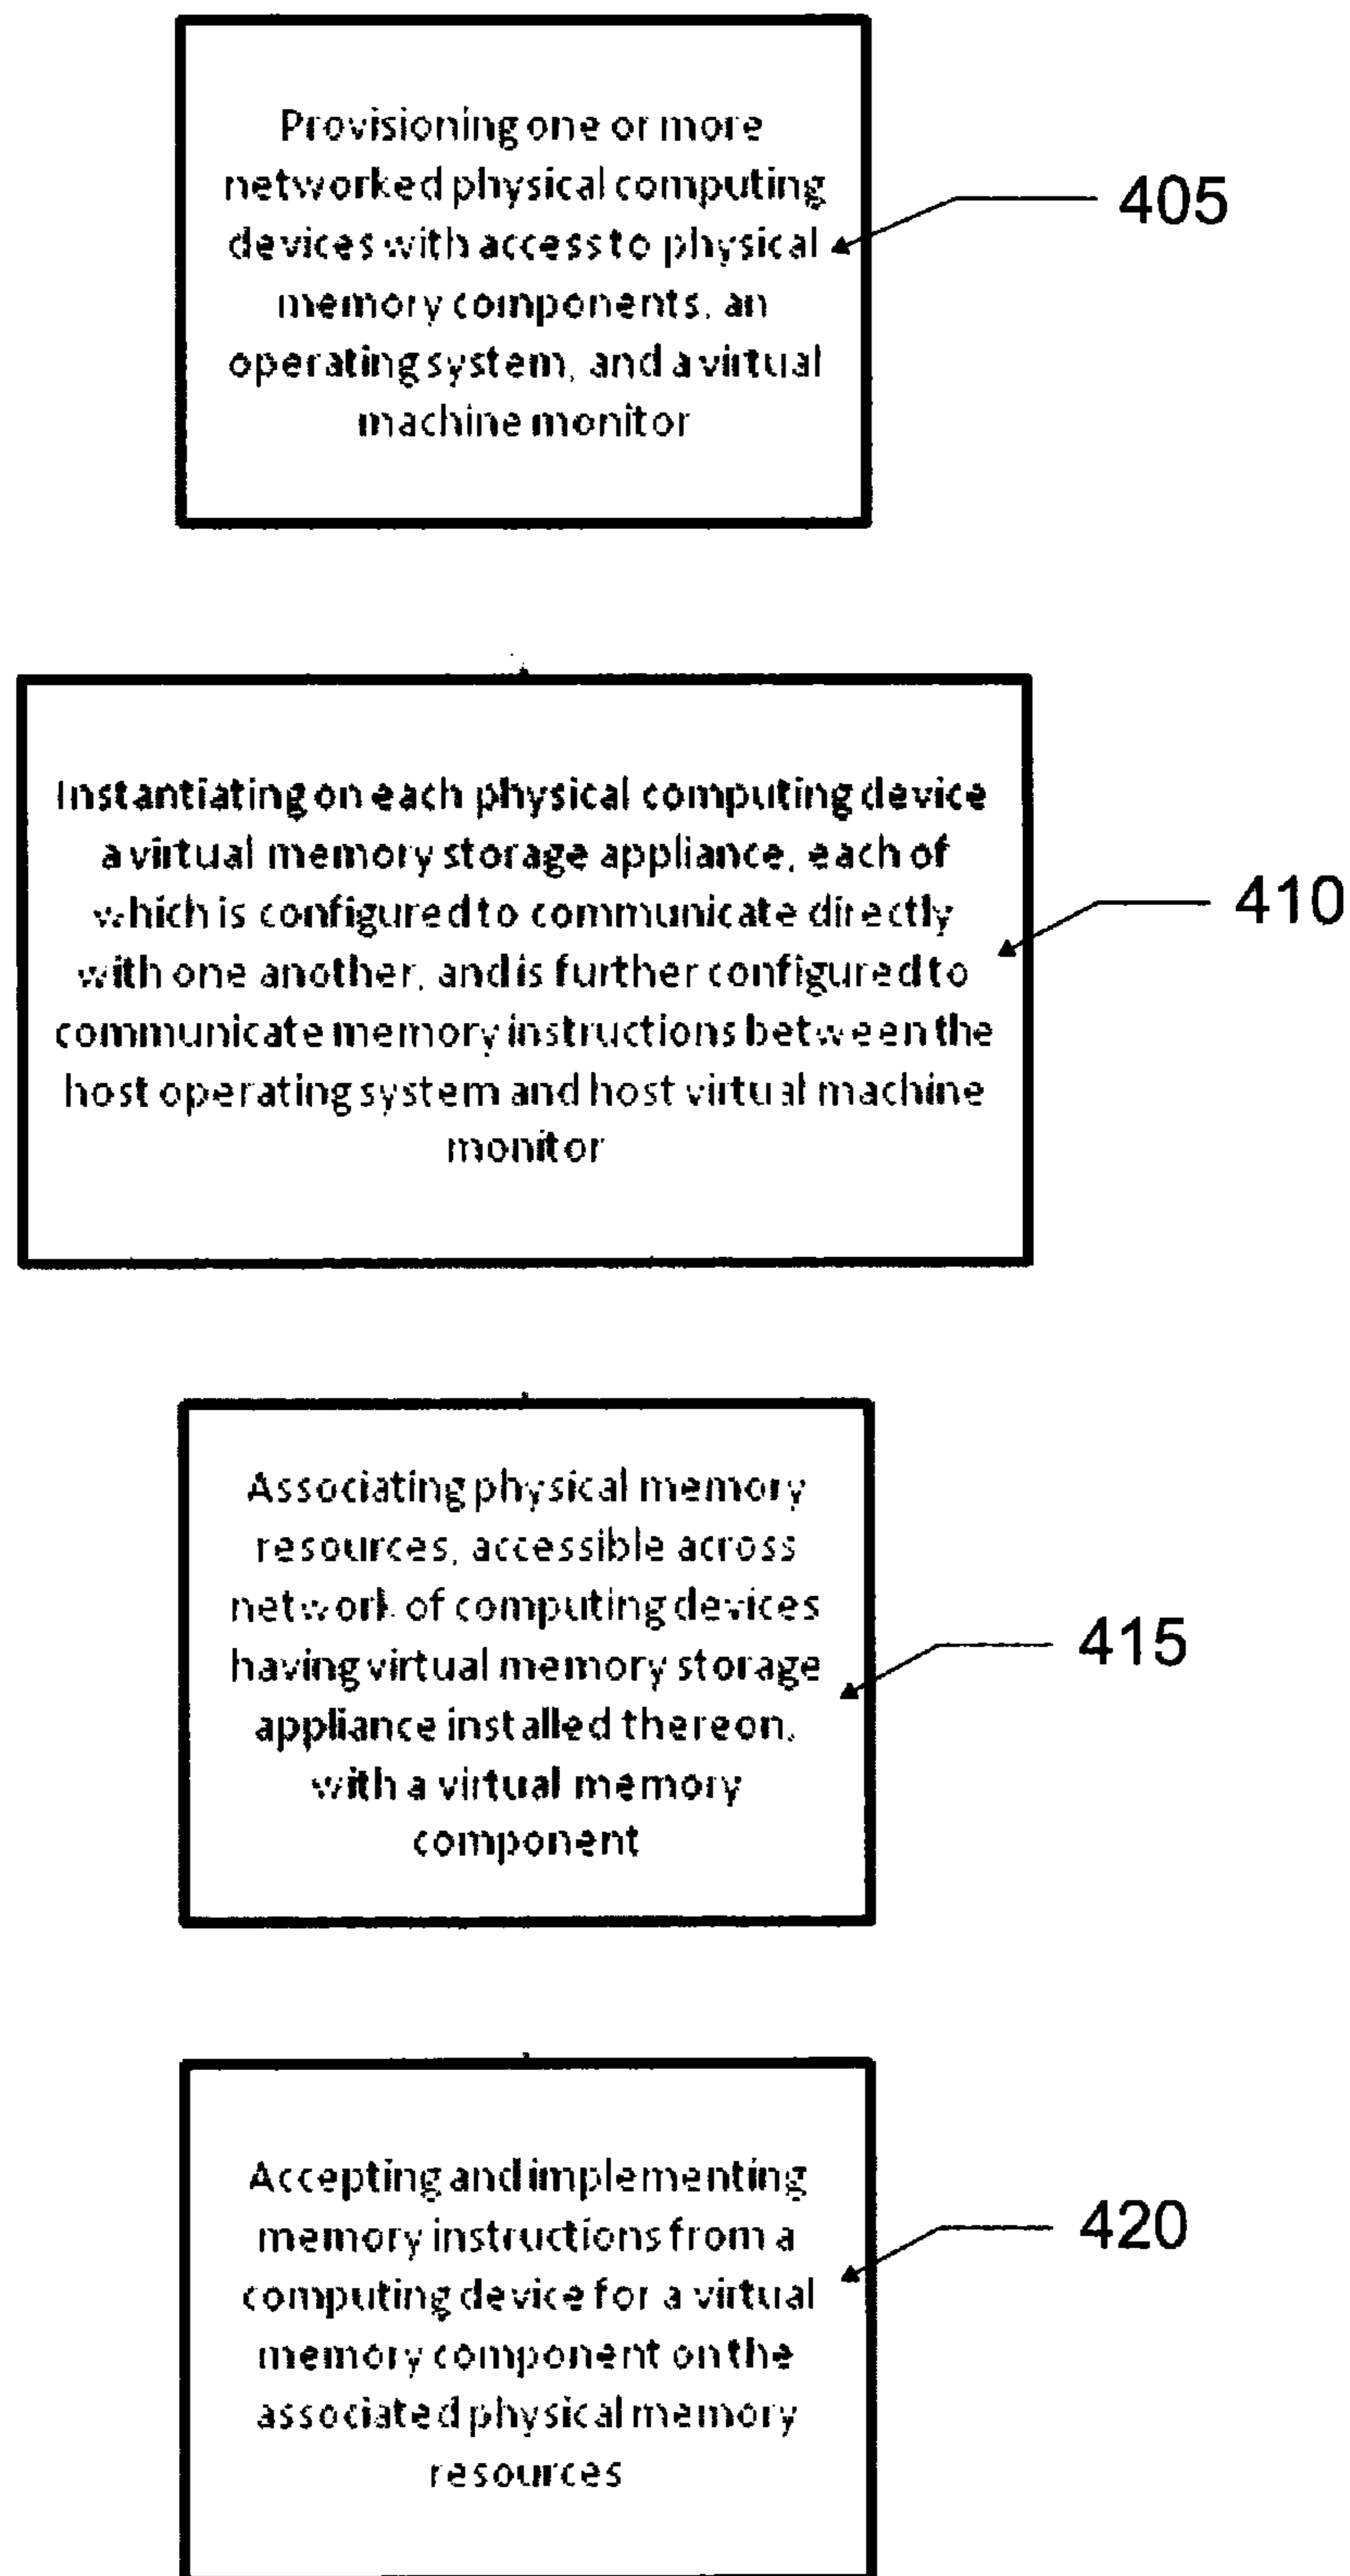 Provisioning one or more
networked physical computing
devices with access to physical
memory components, an
operating system, and a virtual
machine monitor
405
Instantiating on each physical computing device
a virtual memory storage appliance, each of
which is configured to communicate directly
with one another, and is further configured to
communicate memory instructions between the
host operating system and host virtual machine
monitor
410
Associating physical memory
resources, accessible across
network of computing devices
having virtual memory storage
appliance installed thereon,
with a virtual memory
component
415
Accepting and implementing
memory instructions from a
computing device for a virtual
memory component on the
associated physical memory
resources
420